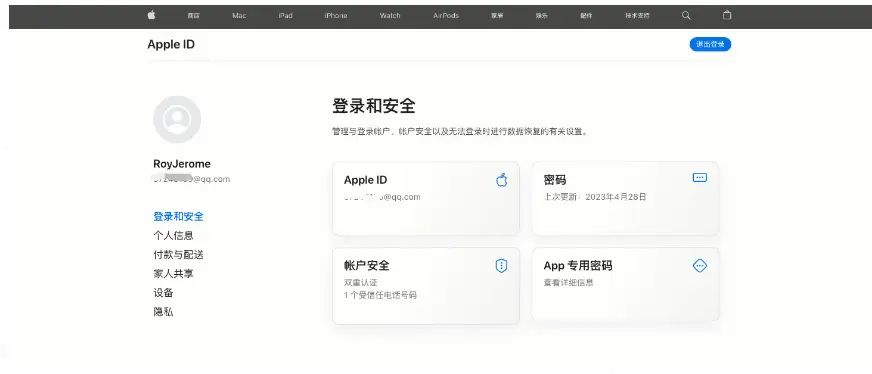 商店 Mac iPad iPhone Watch AirPods 家居 娱乐 配件 技术支持
Apple ID
退出登录
RoyJerome
@qq.com
登录和安全
个人信息
付款与配送
家人共享
设备
隐私
登录和安全
管理与登录帐户、帐户安全以及无法登录时进行数据恢复的有关设置。
Apple ID
@qq.com
密码
上次更新：2023年4月28日
帐户安全
双重认证
1 个受信任电话号码
App 专用密码
查看详细信息